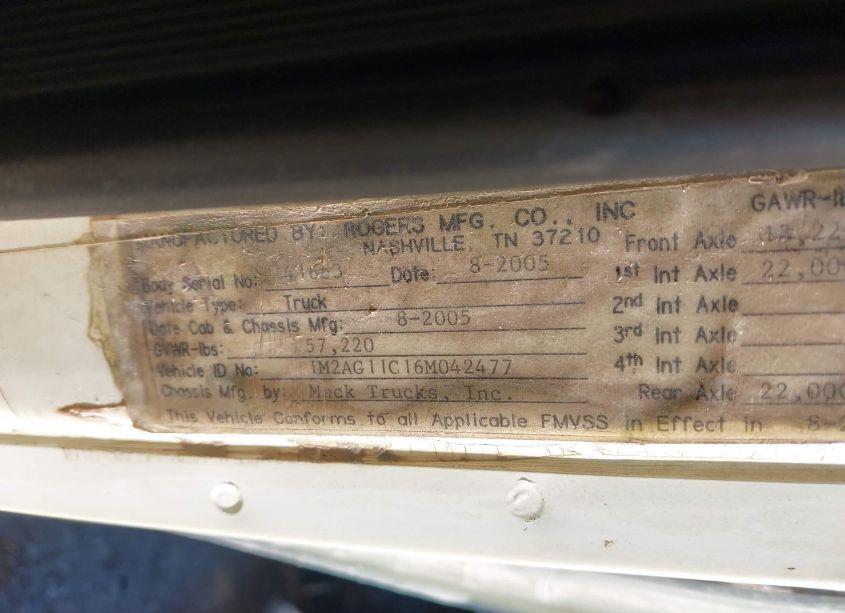 MANUFACTURED BY: ROGERS MFG. CO., INC
NASHVILLE, TN 37210
Body Serial No: Date: 8-2005
Vehicle Type: Truck
Date Cab & Chassis Mfg: 8-2005
GVWR-lbs: 57,220
Vehicle ID No: 1M2AG11C16M042477
Chassis Mfg. by: Mack Trucks, Inc.
This Vehicle Conforms to all Applicable FMVSS in Effect in
GAWR-lb
Front Axle
1st Int Axle 22,000
2nd Int Axle
3rd Int Axle
4th Int Axle
Rear Axle 22,000